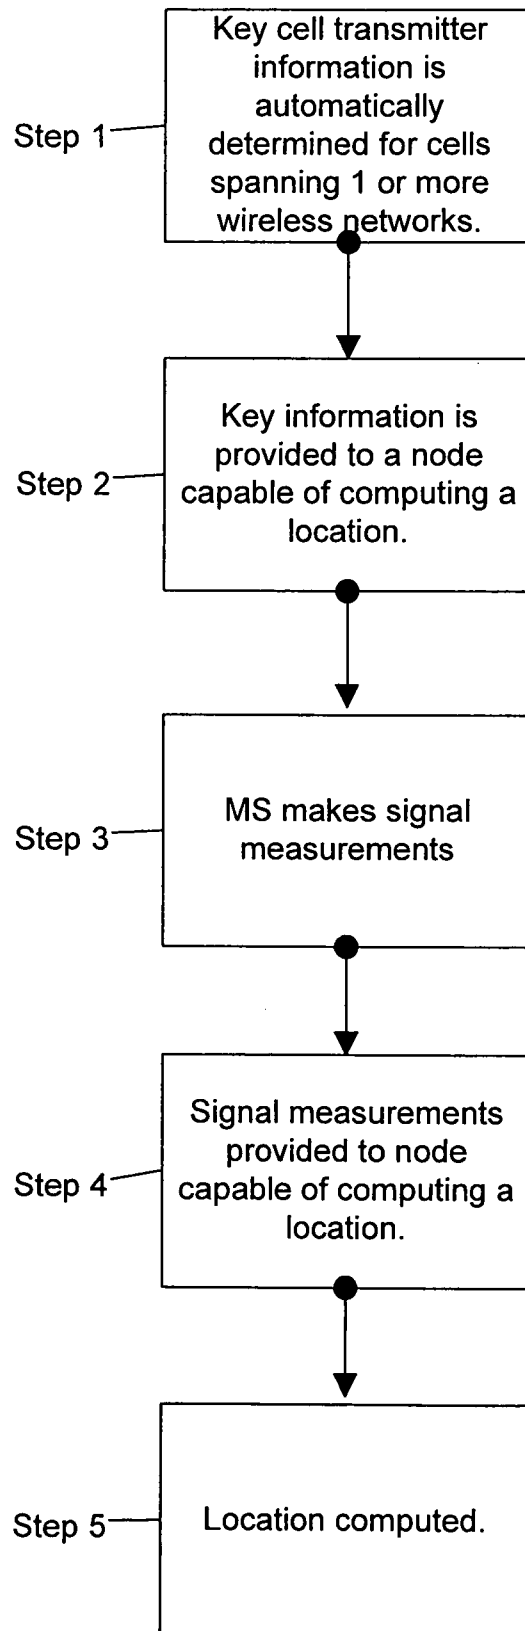 Key cell transmitter
information is
automatically
Step 1
determined for cells
spanning 1 or more
wireless networks.
Key information is
provided to a node
Step 2
capable of computing a
location.
MS makes signal
Step 3
measurements
Signal measurements
provided to node
Step 4
capable of computing a
location.
Step 5
Location computed.